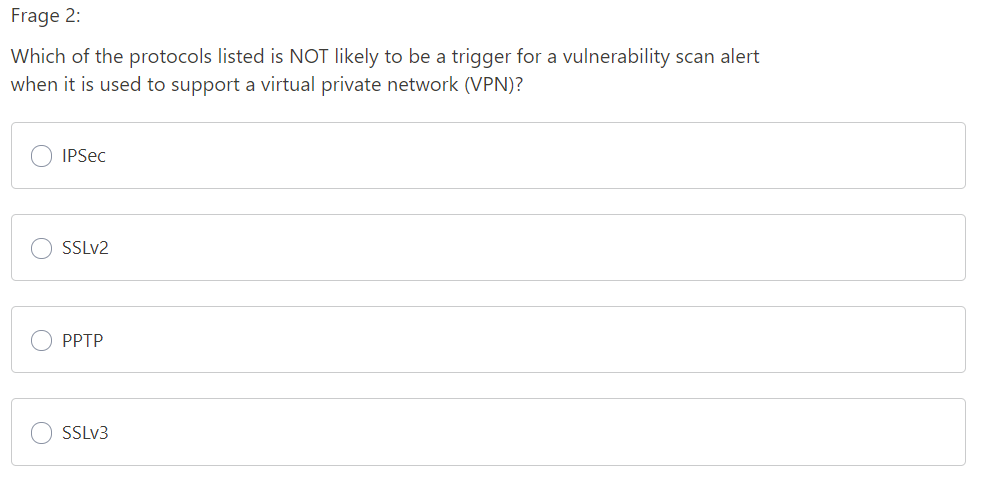 Frage 2:
Which of the protocols listed is NOT likely to be a trigger for a vulnerability scan alert
when it is used to support a virtual private network (VPN)?
IPSec
SSLv2
PPTP
SSLv3